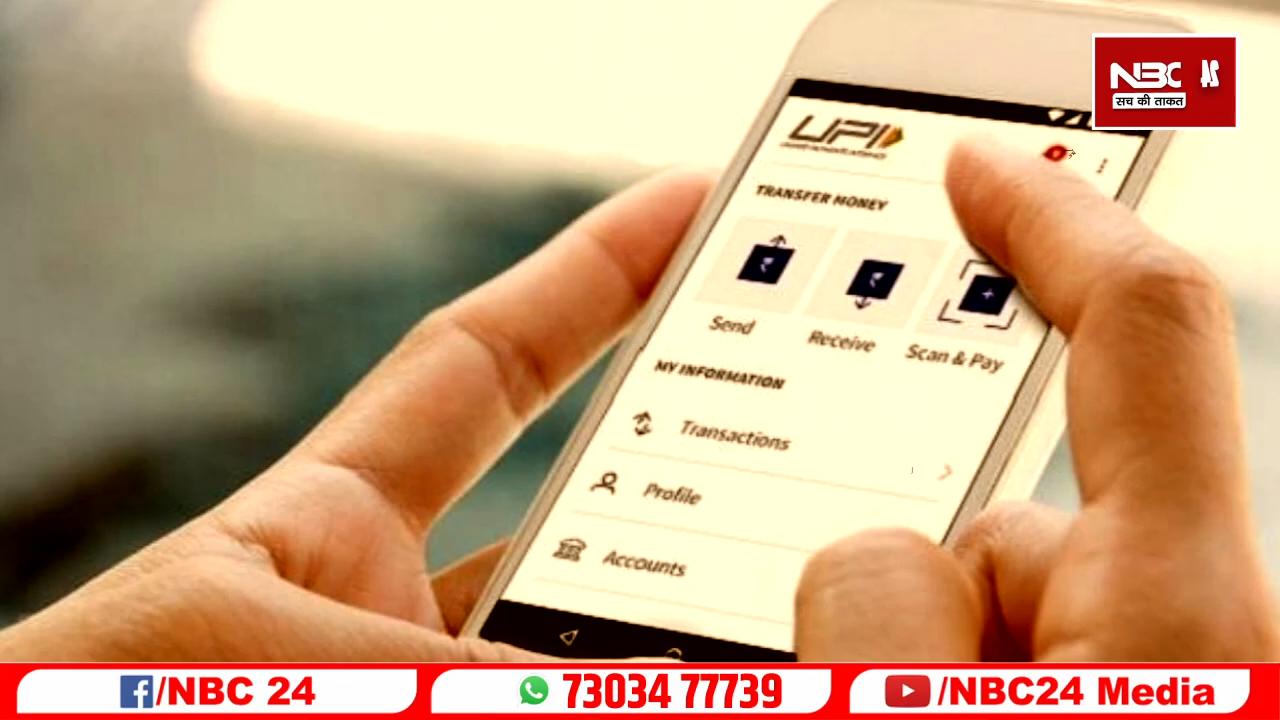 NBC
सच की ताकत
UPI
TRANSFER MONEY
Send
Receive
Scan & Pay
MY INFORMATION
Transactions
Profile
Accounts
/NBC 24
73034 77739
/NBC24 Media